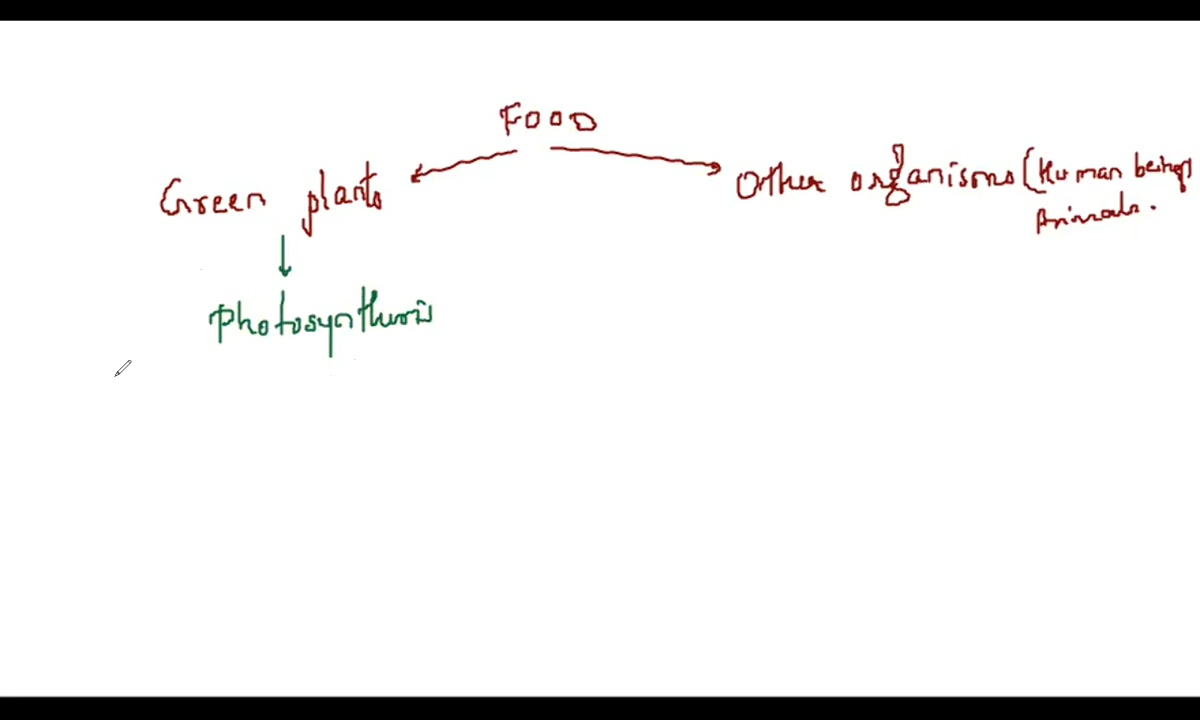 FOOD
Green plants
Other organisms (Human beings
Animals.
Photosynthesis